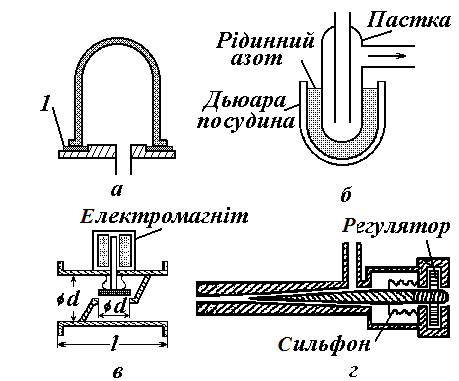 Пастка
Рідинний
азот
Дьюара
посудина
1
а
б
Електромагніт
Регулятор
ϕd
ϕd
l
Сильфон
в
г